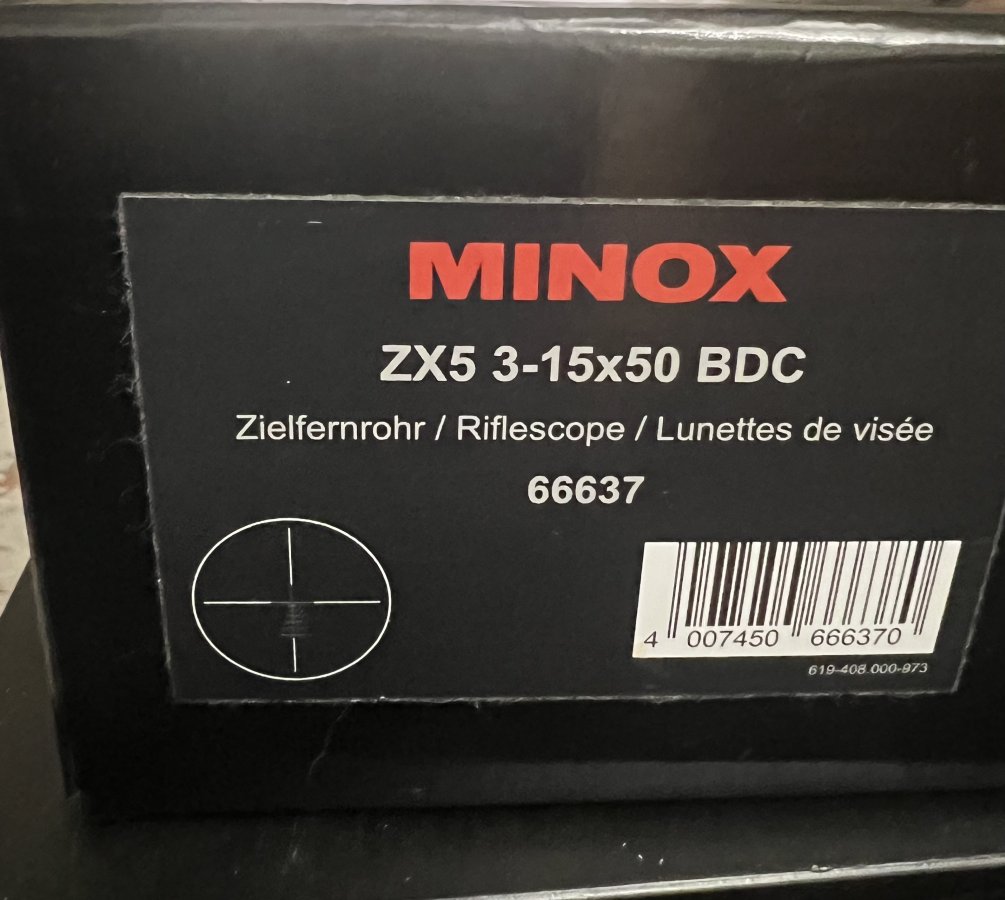 MINOX
ZX5 3-15x50 BDC
Zielfernrohr / Riflescope / Lunettes de visée
66637
4 007450 666370
619-408.000-973